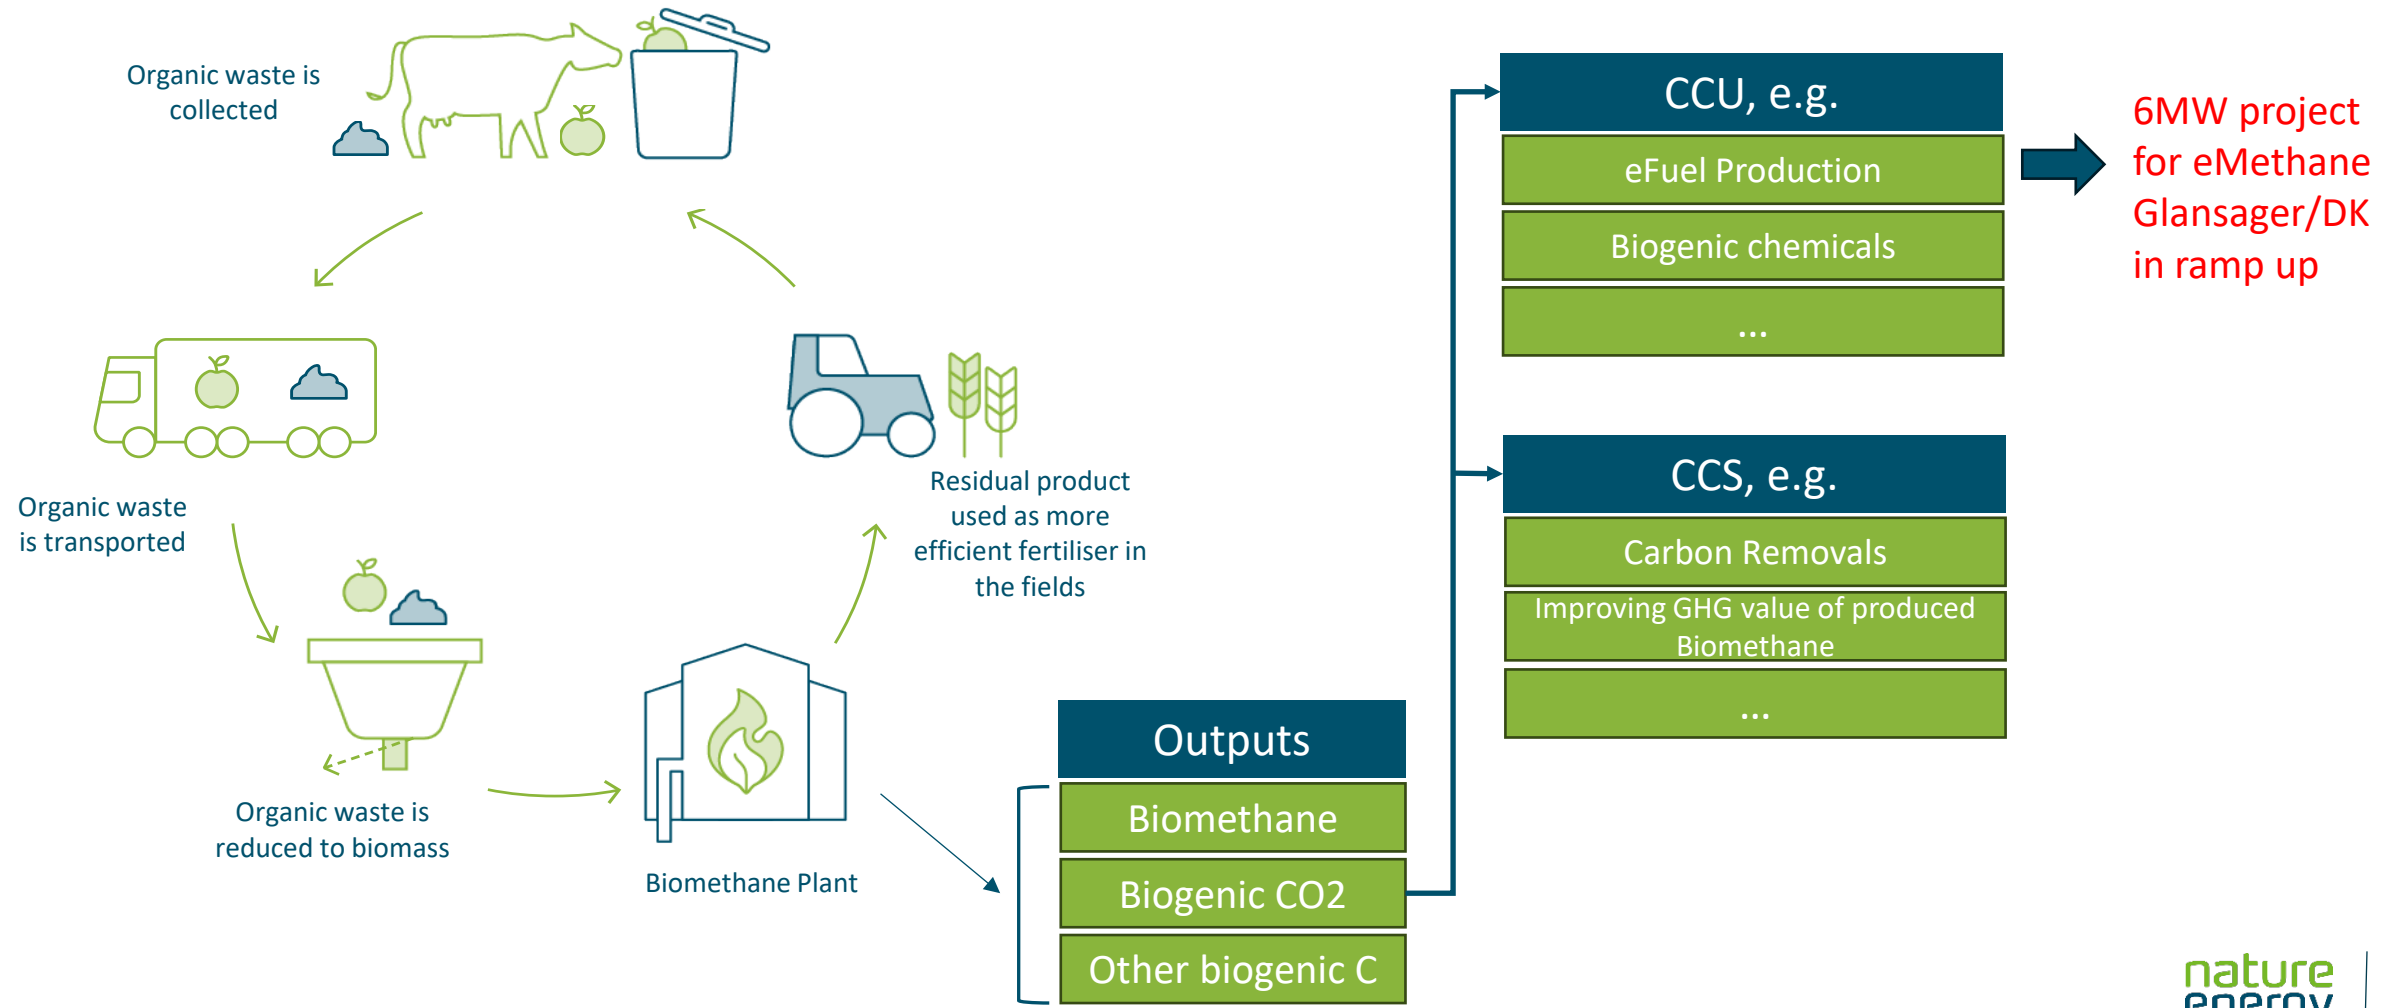 Organic waste is
collected
Organic waste
is transported
Organic waste is
reduced to biomass
Biomethane Plant
Residual product
used as more
efficient fertiliser in
the fields
Outputs
Biomethane
Biogenic CO2
Other biogenic C
CCU, e.g.
eFuel Production
Biogenic chemicals
...
CCS, e.g.
Carbon Removals
Improving GHG value of produced
Biomethane
...
6MW project
for eMethane
Glansager/DK
in ramp up
nature
energy